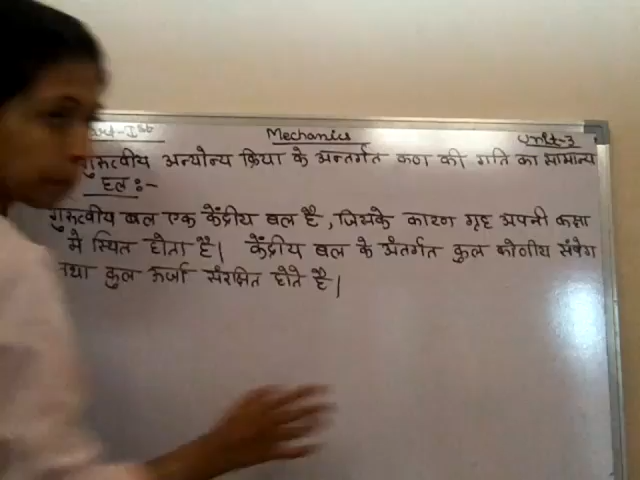 Mechanics Unit-3
गुरुत्वीय अन्योन्य क्रिया के अन्तर्गत कण की गति का सामान्य
हल :-
गुरुत्वीय बल एक केंद्रीय बल है, जिसके कारण गृह अपनी कक्षा
में स्थित होता है। केंद्रीय बल के अंतर्गत कुल कोणीय संवेग
तथा कुल ऊर्जा संरक्षित होते है।